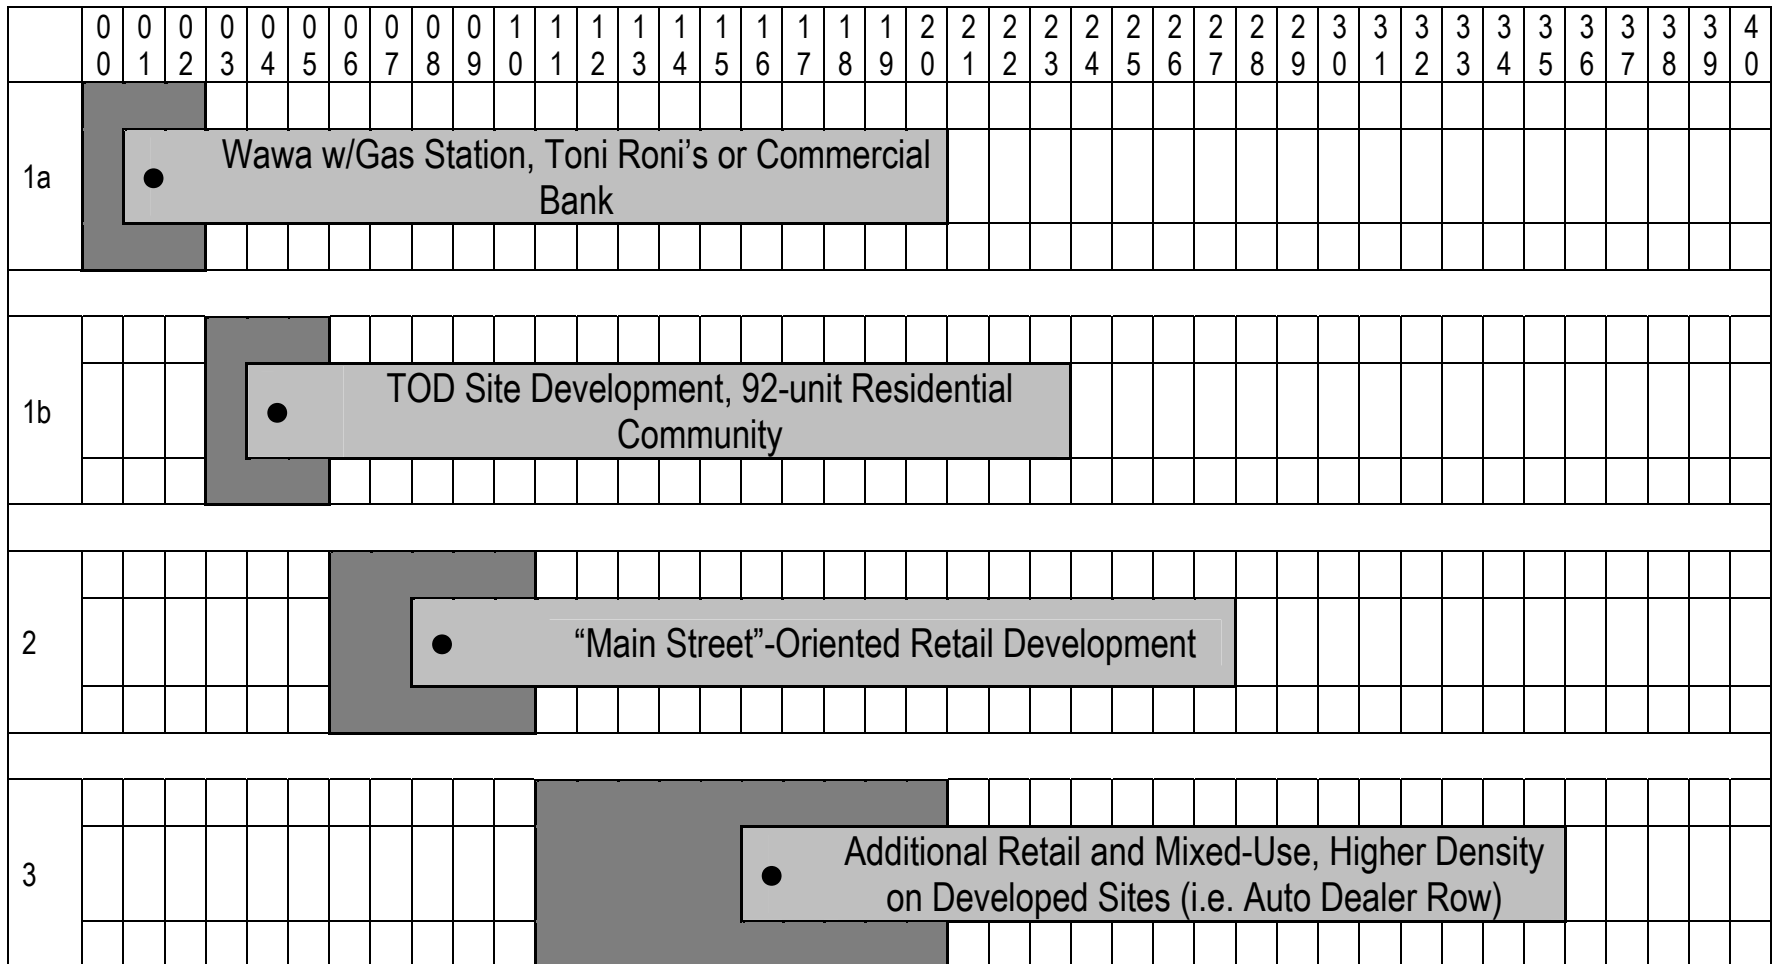 0 0 0 0 0 0 0 0 0 0 1 1 1 1 1 1 1 1 1 1 2 2 2 2 2 2 2 2 2 2 3 3 3 3 3 3 3 3 3 3 4
0 1 2 3 4 5 6 7 8 9 0 1 2 3 4 5 6 7 8 9 0 1 2 3 4 5 6 7 8 9 0 1 2 3 4 5 6 7 8 9 0
1a
● Wawa w/Gas Station, Toni Roni’s or Commercial
Bank
1b
● TOD Site Development, 92-unit Residential
Community
2
● “Main Street”-Oriented Retail Development
3
● Additional Retail and Mixed-Use, Higher Density
on Developed Sites (i.e. Auto Dealer Row)